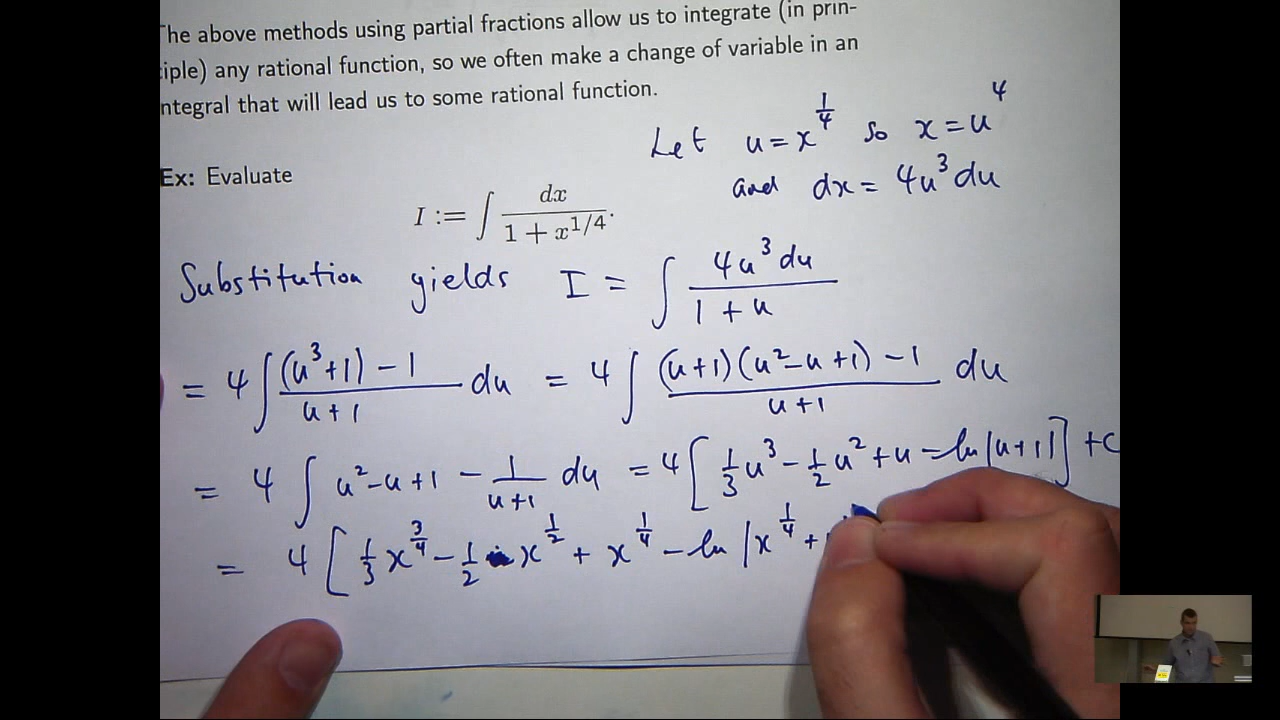 The above methods using partial fractions allow us to integrate (in prin-
ciple) any rational function, so we often make a change of variable in an
integral that will lead us to some rational function.
Let u = x^{1/4} so x = u^4
and dx = 4u^3 du
Ex: Evaluate
I := ∫ dx / (1 + x^{1/4}).
Substitution yields I = ∫ 4u^3 du / (1 + u)
= 4 ∫ ((u^3 + 1) - 1) / (u + 1) du = 4 ∫ ((u + 1)(u^2 - u + 1) - 1) / (u + 1) du
= 4 ∫ u^2 - u + 1 - 1/(u + 1) du = 4 [ 1/3 u^3 - 1/2 u^2 + u - ln |u + 1| ] + C
= 4 [ 1/3 x^{3/4} - 1/2 x^{1/2} + x^{1/4} - ln | x^{1/4} +